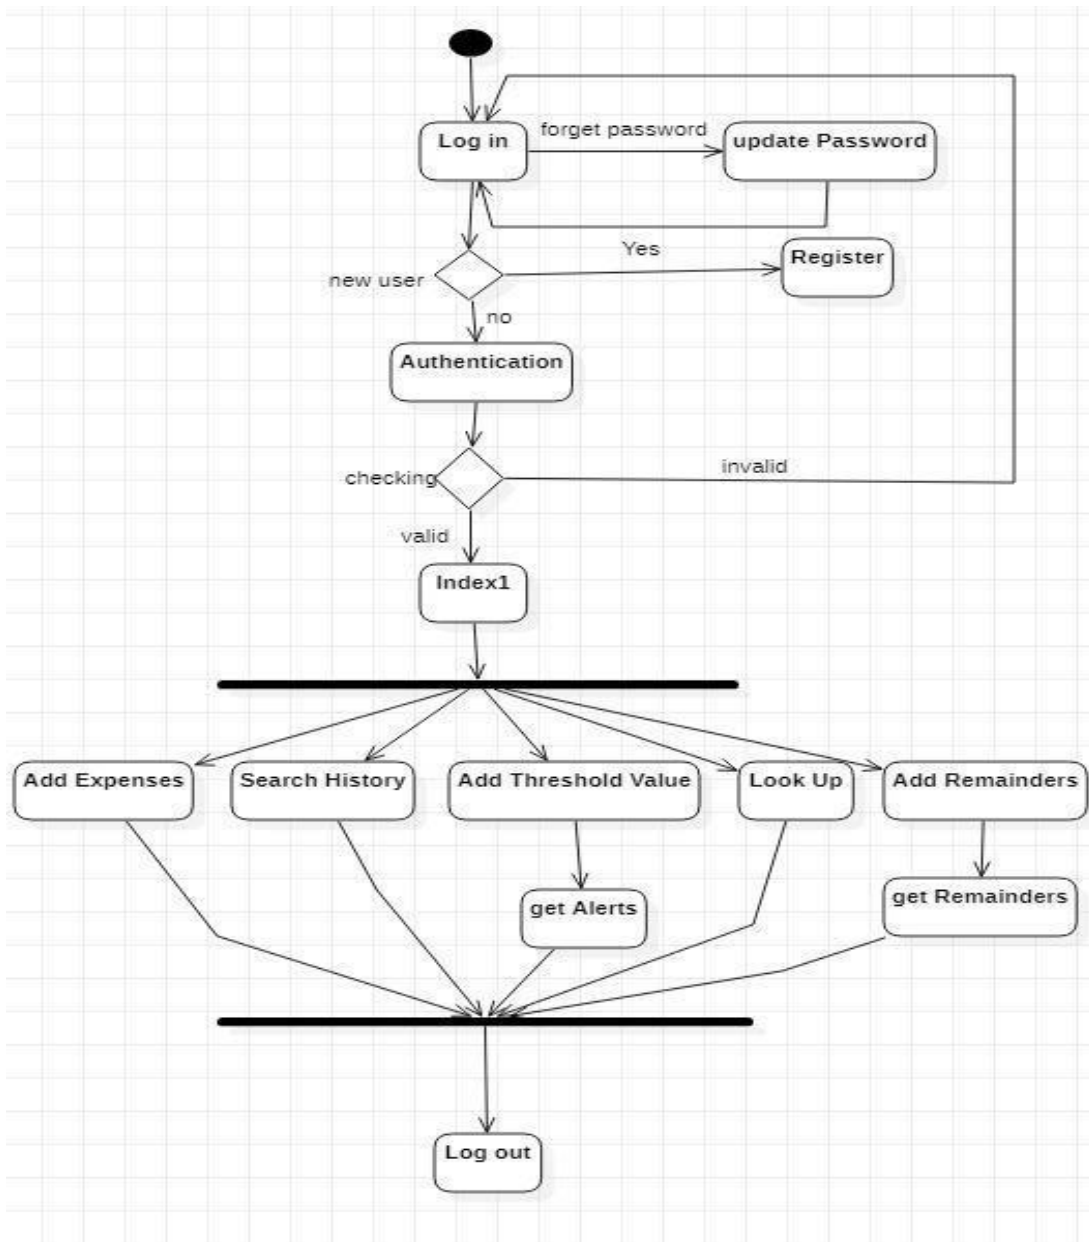 Log in
forget password
update Password
Yes
Register
new user
no
Authentication
checking
invalid
valid
Index1
Add Expenses
Search History
Add Threshold Value
Look Up
Add Remainders
get Alerts
get Remainders
Log out